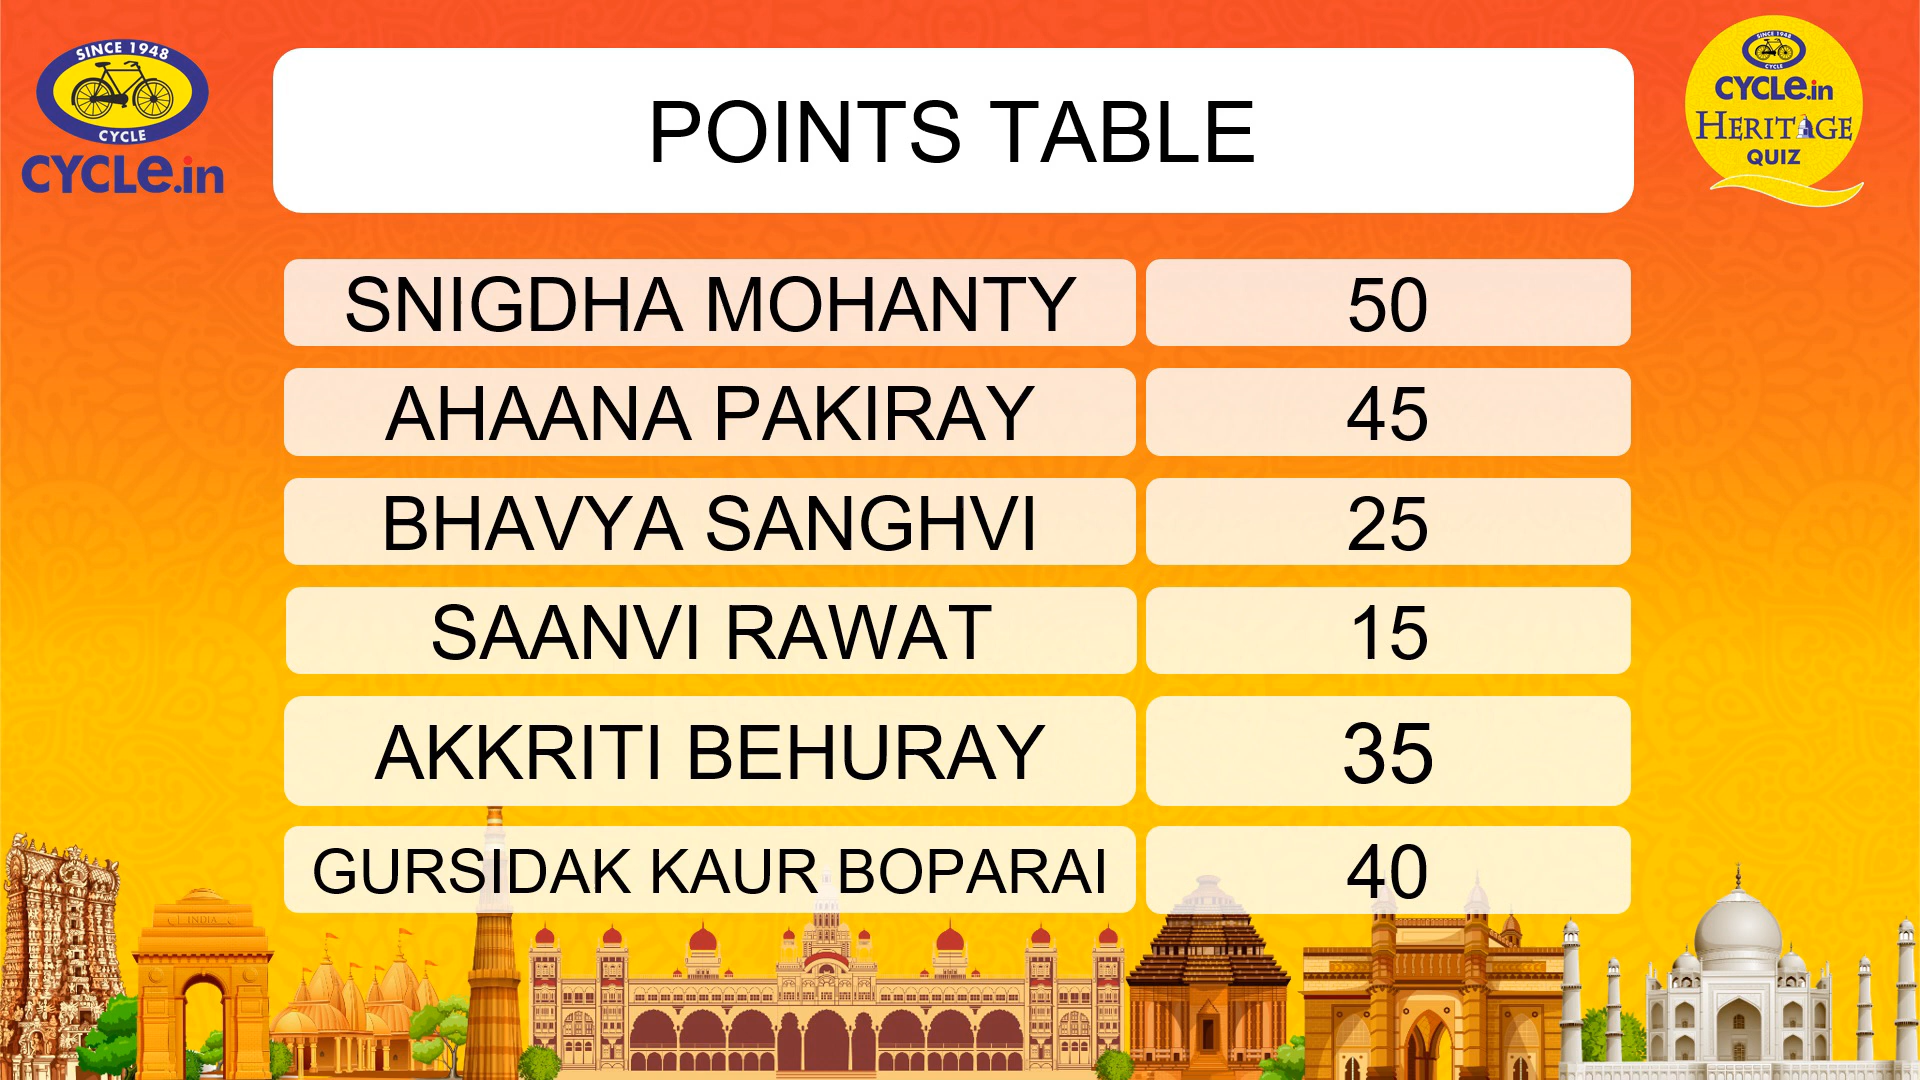 SINCE 1948
CYCLE
CYCLE.in
POINTS TABLE
SINCE 1948
CYCLE
CYCLE.in
HERITAGE
QUIZ
SNIGDHA MOHANTY 50
AHAANA PAKIRAY 45
BHAVYA SANGHVI 25
SAANVI RAWAT 15
AKKRITI BEHURAY 35
GURSIDAK KAUR BOPARAI 40
INDIA